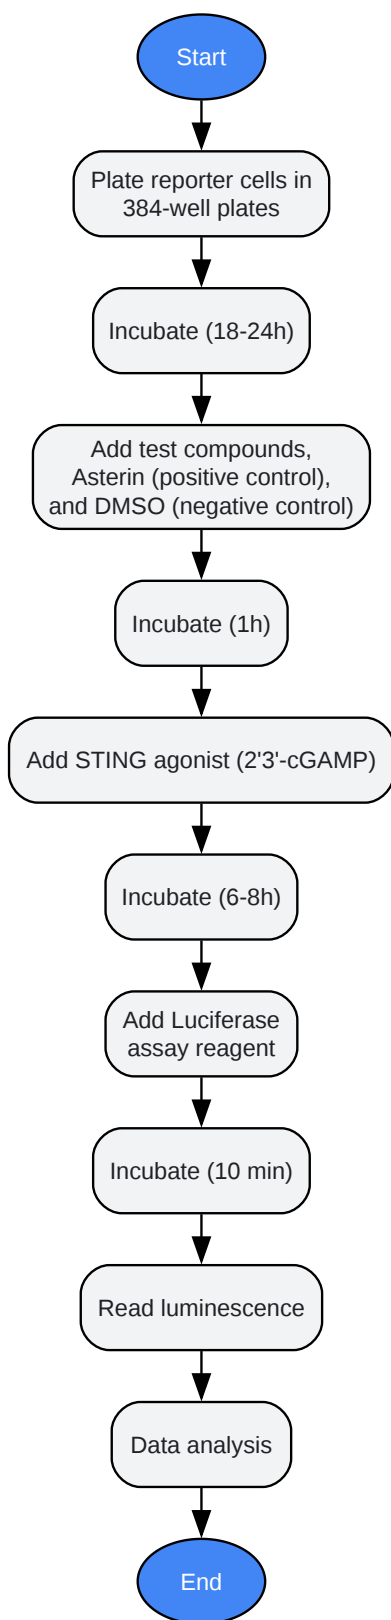 Start
Plate reporter cells in
384-well plates
Incubate (18-24h)
Add test compounds,
Asterin (positive control),
and DMSO (negative control)
Incubate (1h)
Add STING agonist (2'3'-cGAMP)
Incubate (6-8h)
Add Luciferase
assay reagent
Incubate (10 min)
Read luminescence
Data analysis
End